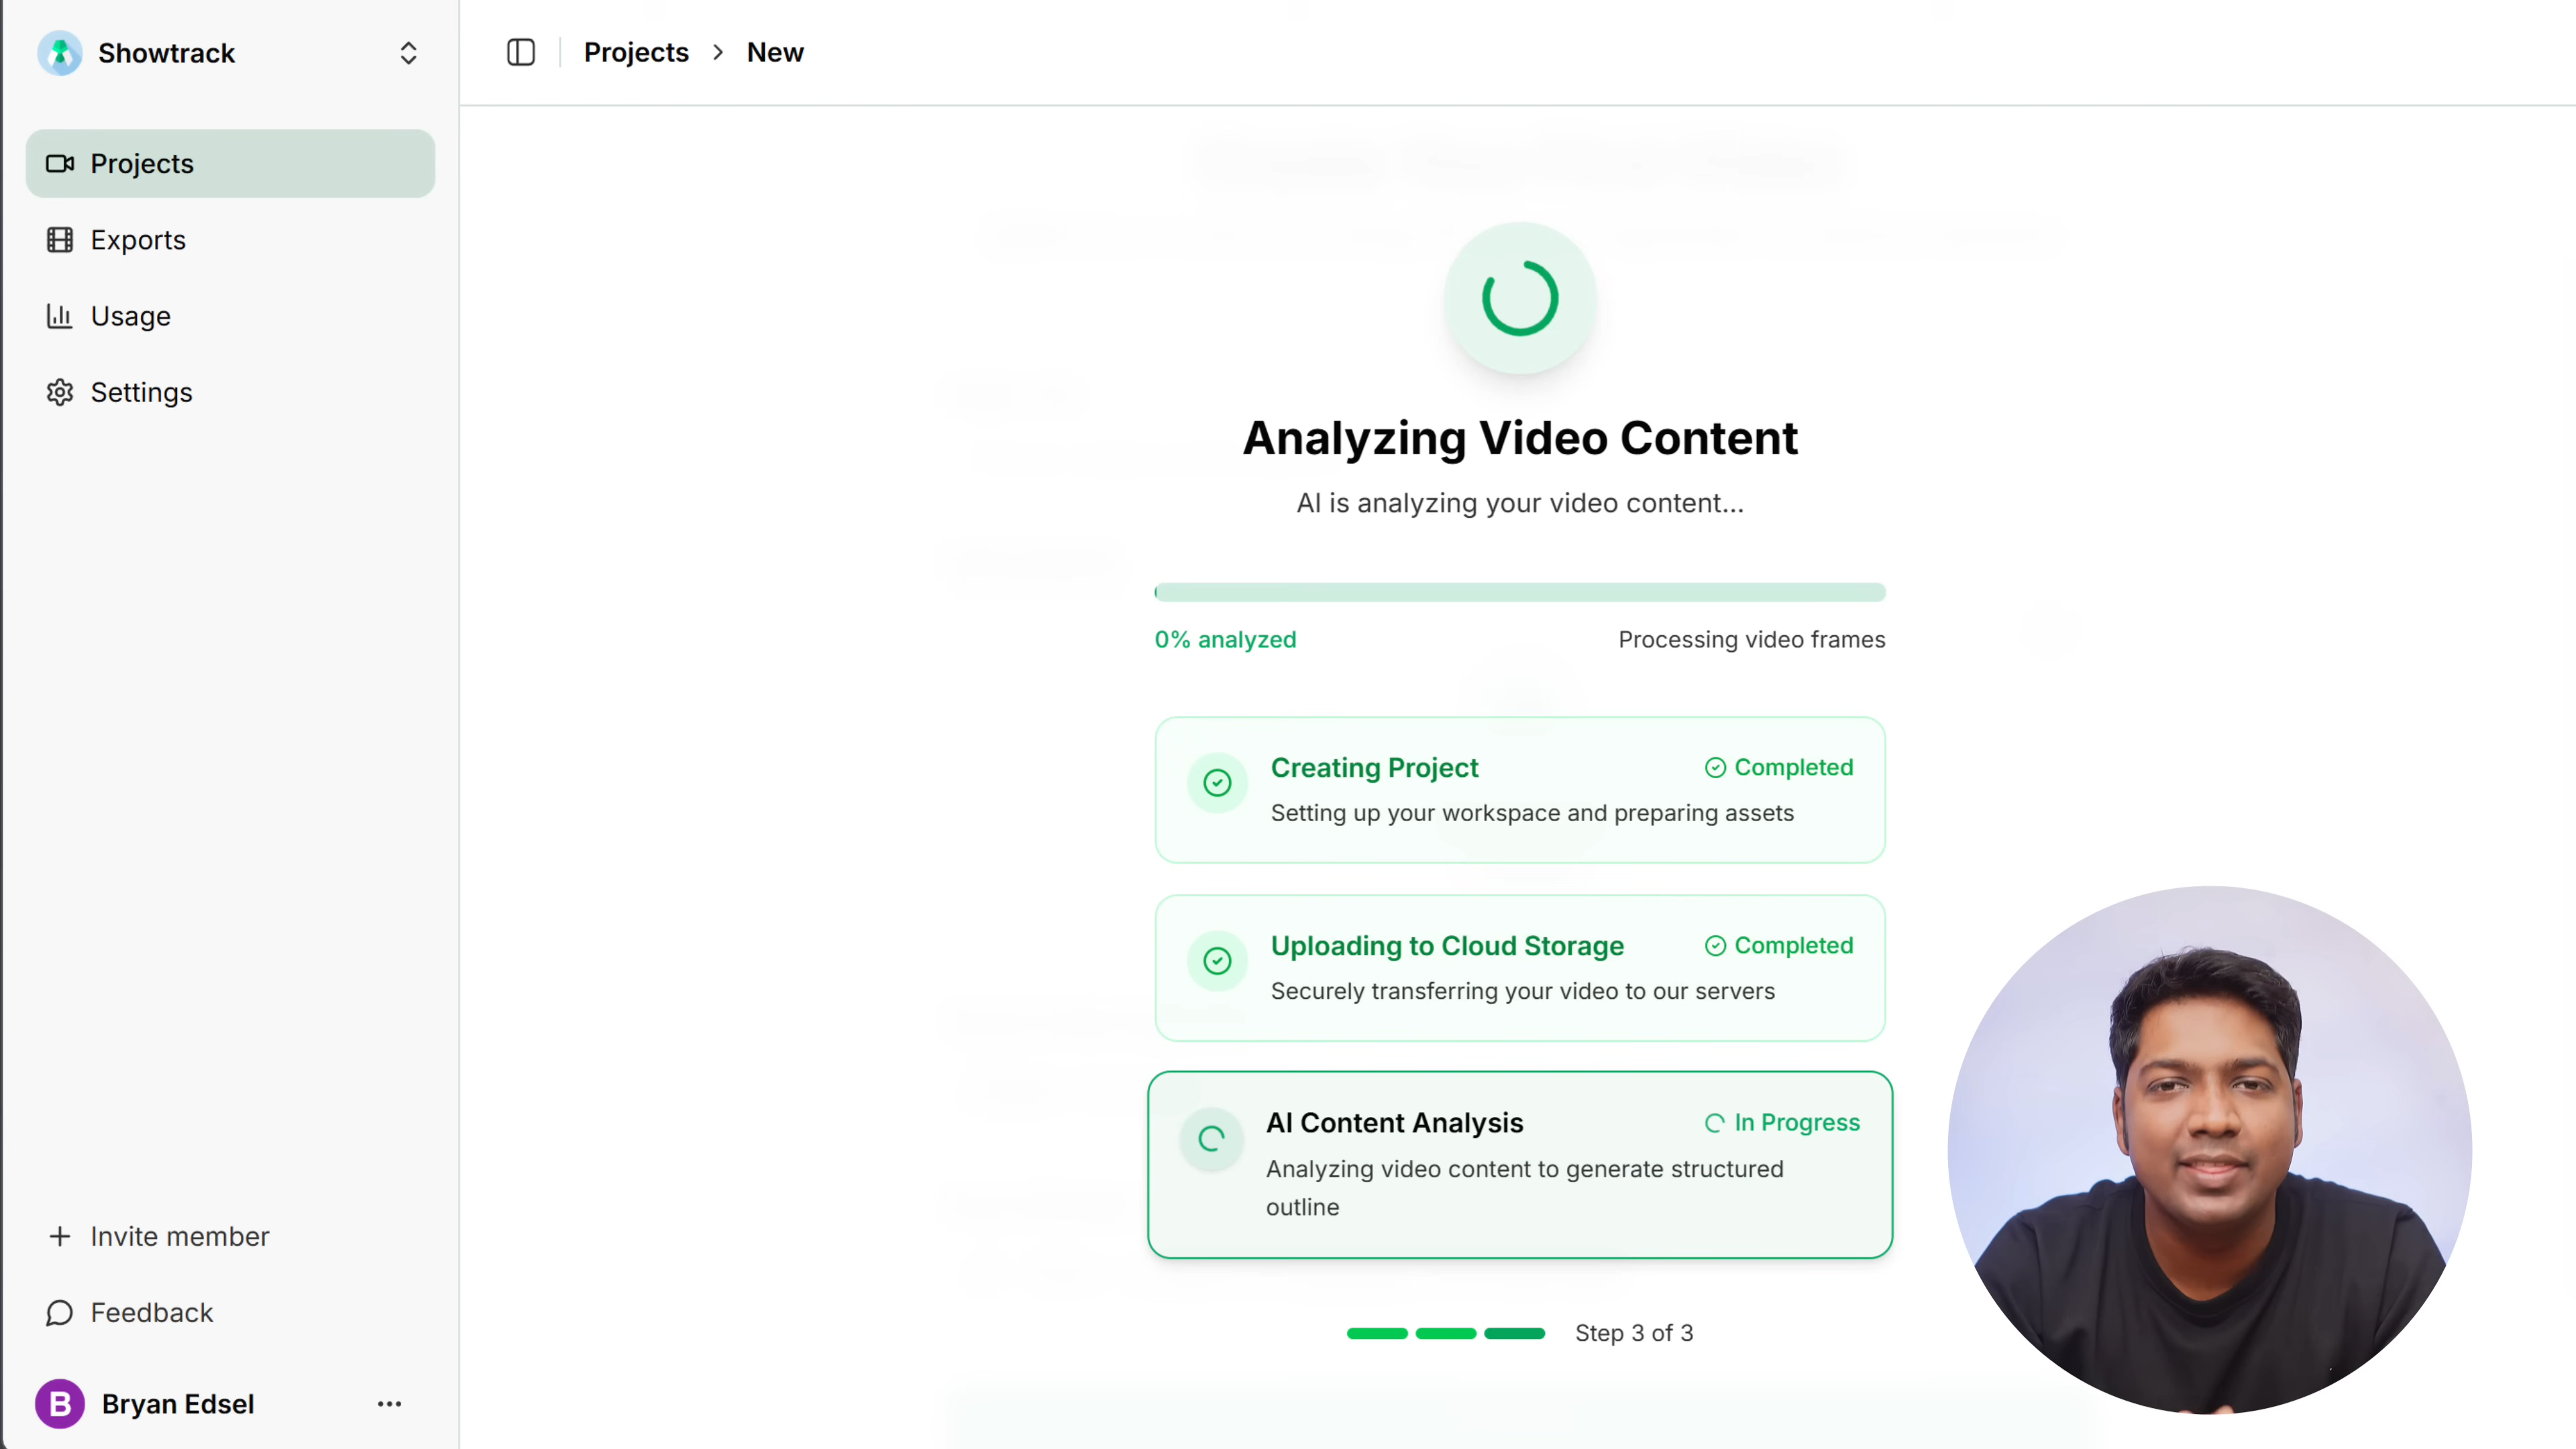 Showtrack
Projects
Exports
Usage
Settings
Invite member
Feedback
B
Bryan Edsel
Projects > New
Analyzing Video Content
AI is analyzing your video content...
0% analyzed
Processing video frames
Creating Project
Completed
Setting up your workspace and preparing assets
Uploading to Cloud Storage
Completed
Securely transferring your video to our servers
AI Content Analysis
In Progress
Analyzing video content to generate structured
outline
Step 3 of 3